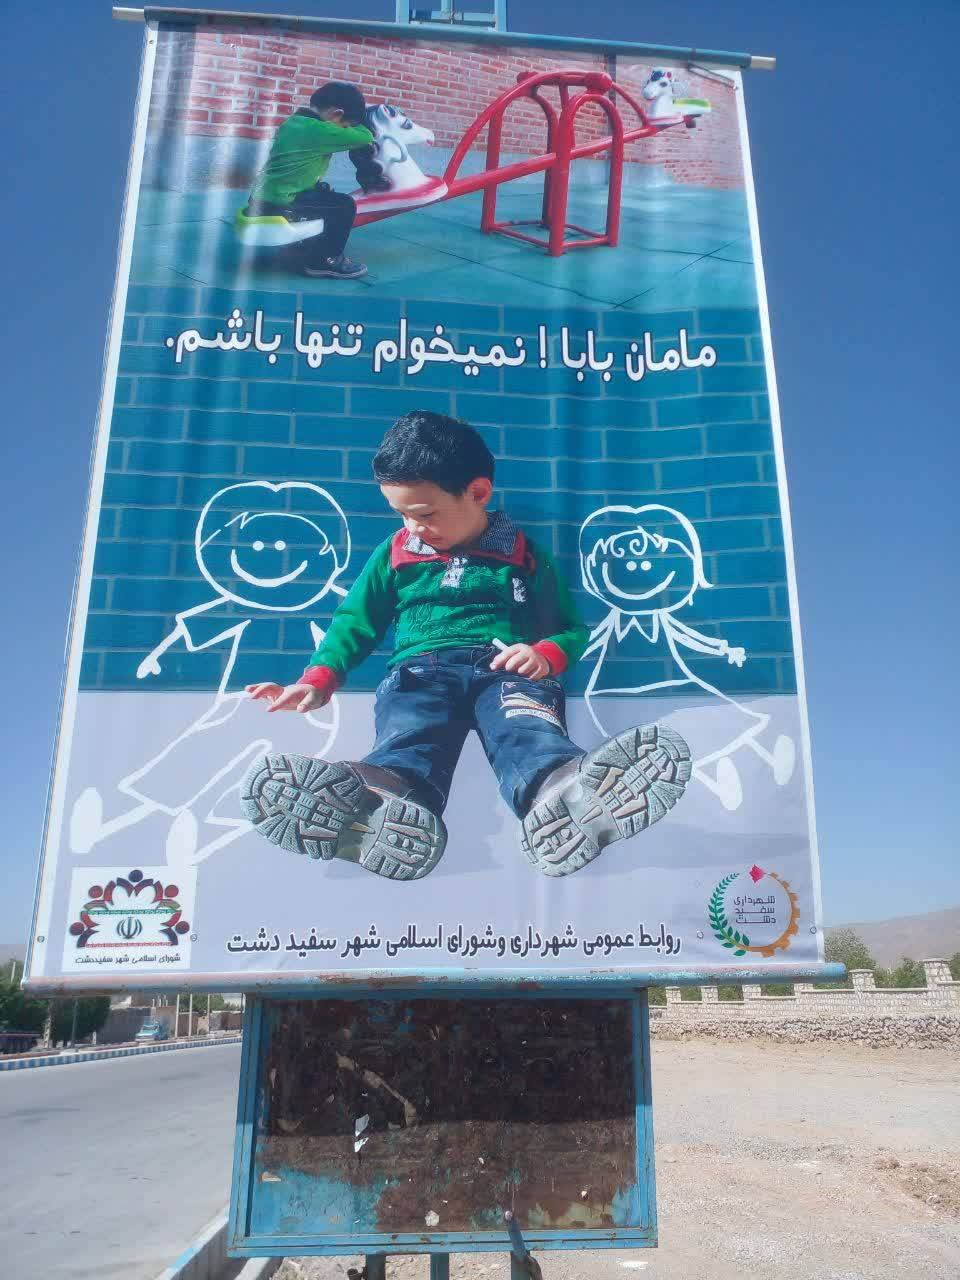 مامان بابا ! نمیخوام تنها باشم.
NEWSEASON
شهرداری
سفید
دشت
روابط عمومی شهرداری وشورای اسلامی شهر سفید دشت
شورای اسلامی شهر سفیددشت